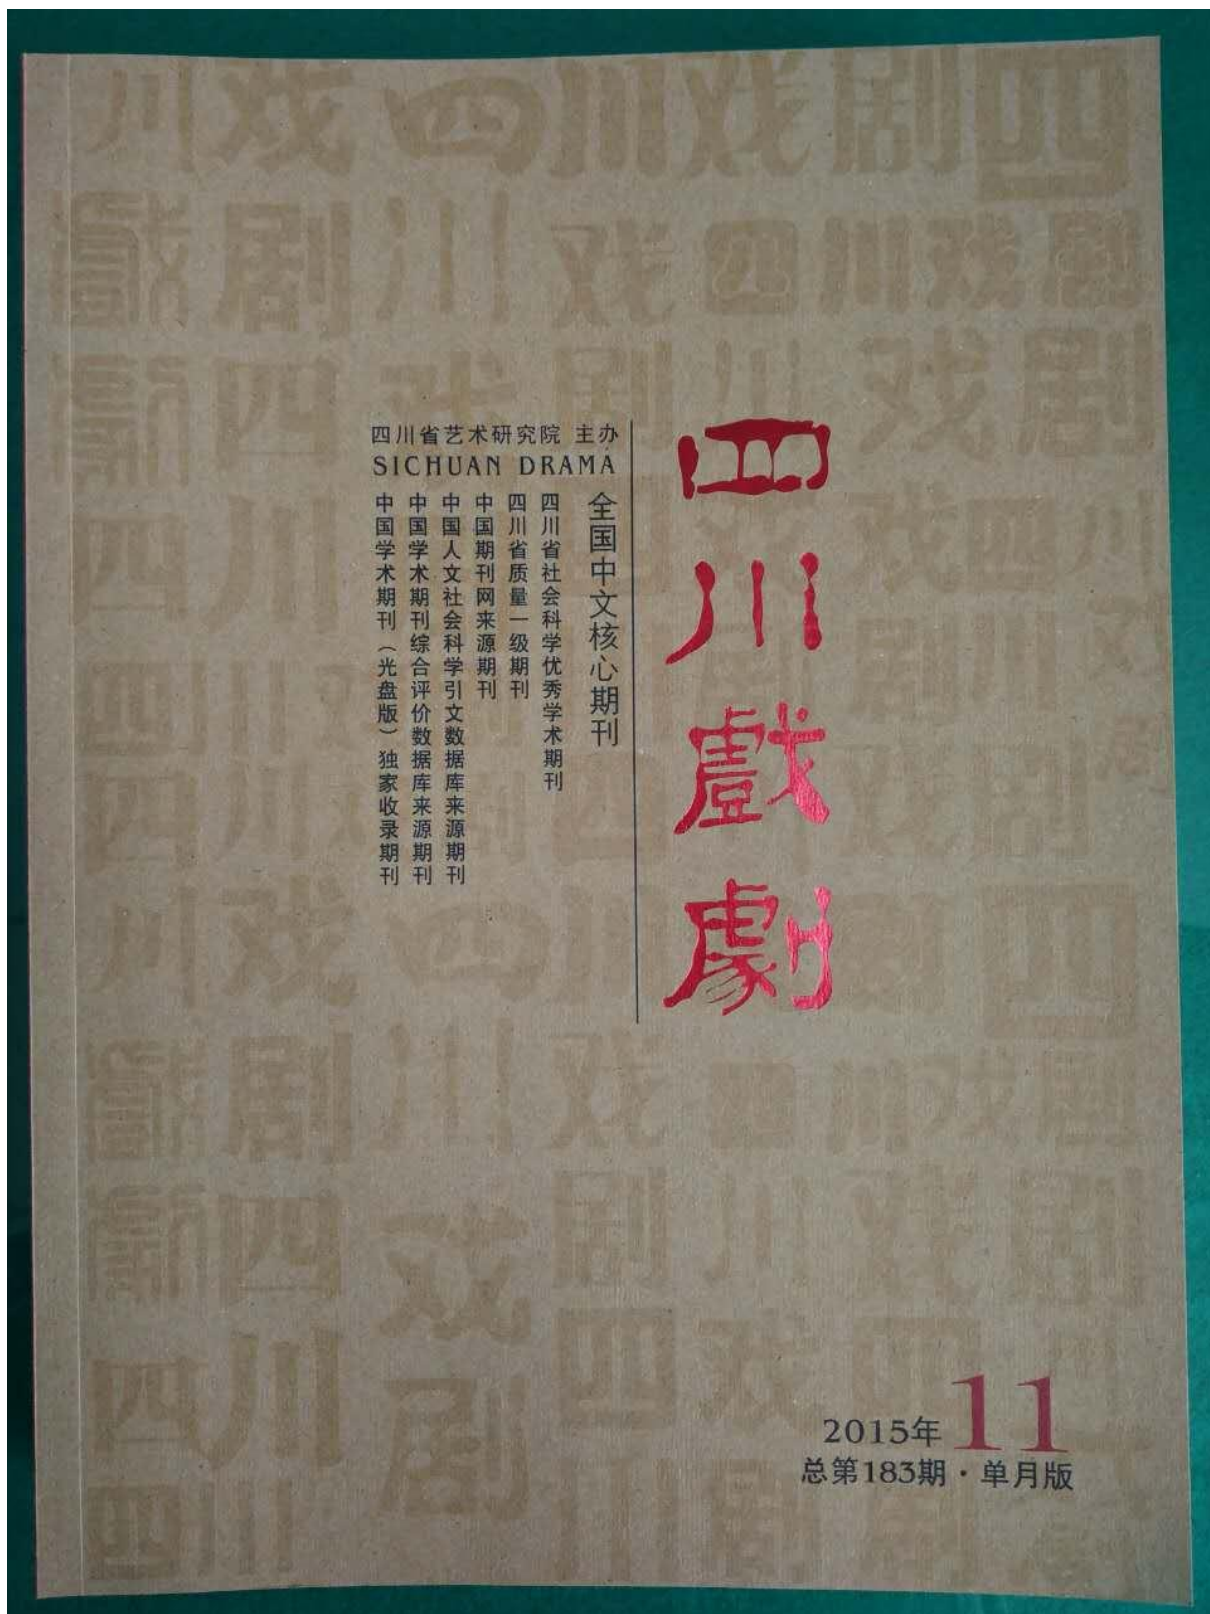 四川戲劇
四川省艺术研究院 主办
SICHUAN DRAMA
全国中文核心期刊
四川省社会科学优秀学术期刊
四川省质量一级期刊
中国期刊网来源期刊
中国人文社会科学引文数据库来源期刊
中国学术期刊综合评价数据库来源期刊
中国学术期刊（光盘版）独家收录期刊
2015年 11
总第183期·单月版